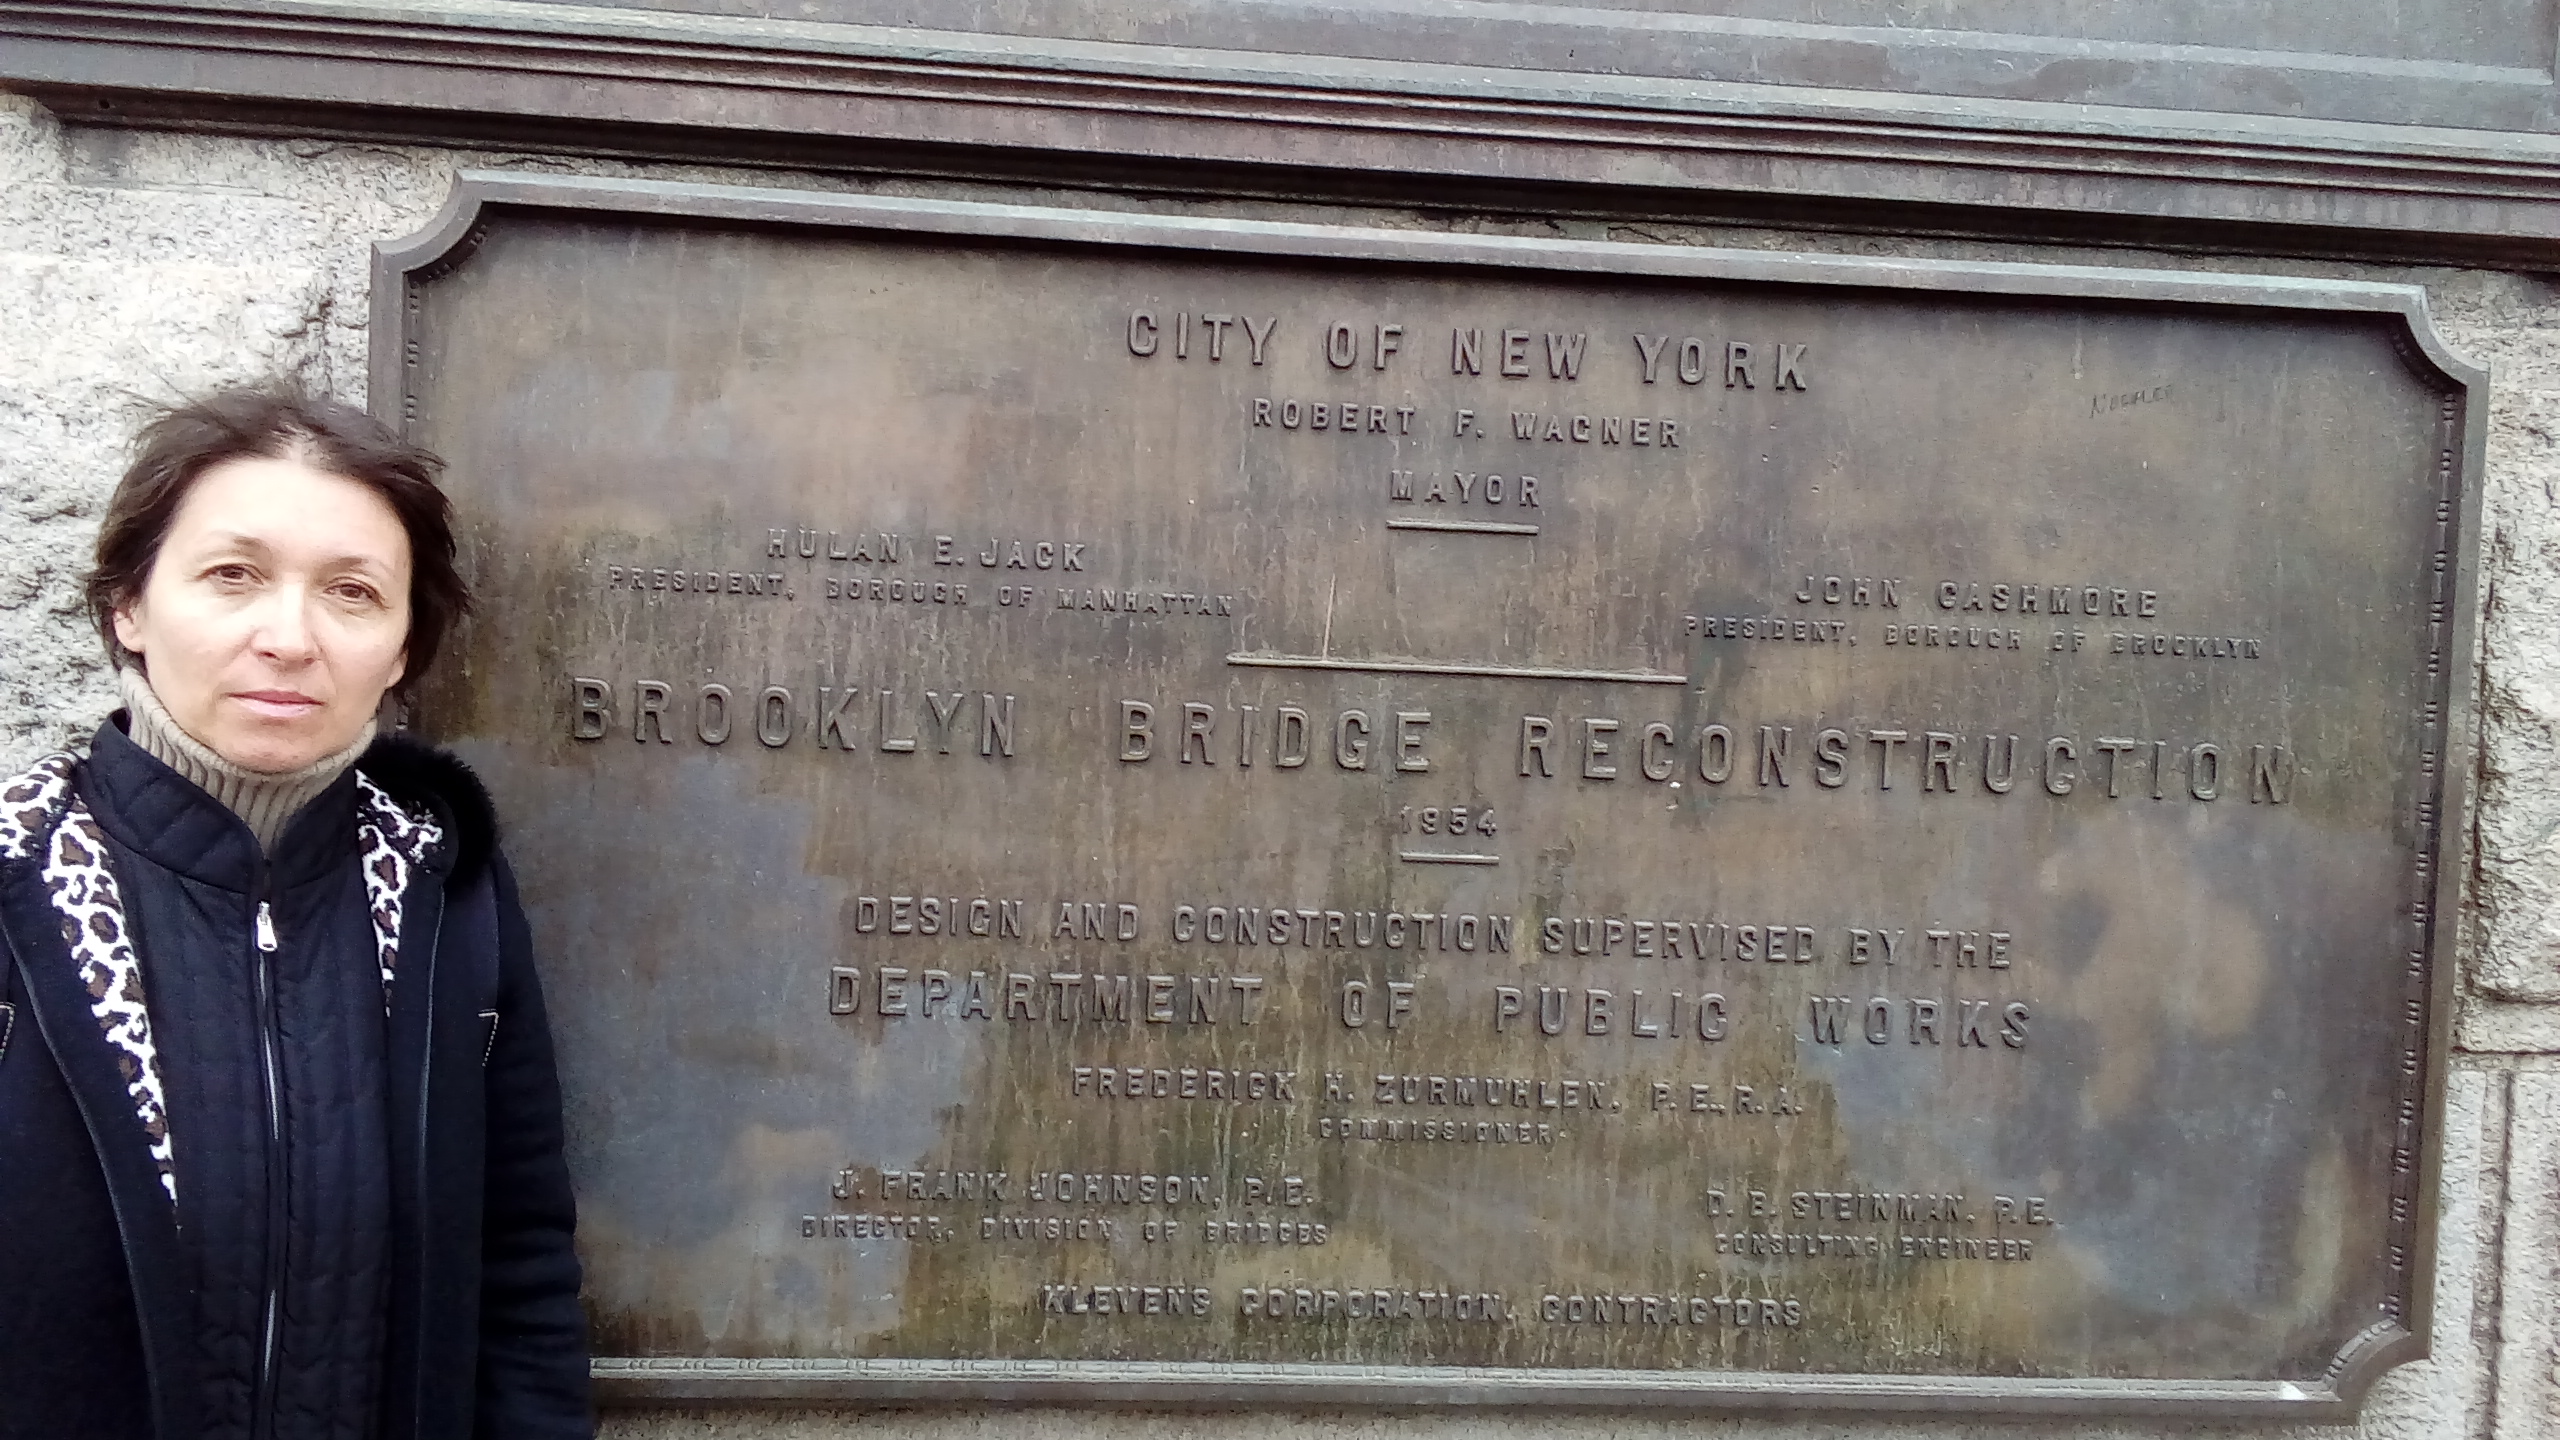 CITY OF NEW YORK
ROBERT F. WAGNER
MAYOR
HULAN E. JACK
PRESIDENT, BOROUGH OF MANHATTAN
JOHN CASHMORE
PRESIDENT, BOROUGH OF BROOKLYN
BROOKLYN BRIDGE RECONSTRUCTION
1954
DESIGN AND CONSTRUCTION SUPERVISED BY THE
DEPARTMENT OF PUBLIC WORKS
FREDERICK H. ZURMUHLEN, P.E., R.A.
COMMISSIONER
J. FRANK JOHNSON, P.E.
DIRECTOR, DIVISION OF BRIDGES
D. B. STEINMAN, P.E.
CONSULTING ENGINEER
KLEVENS CORPORATION, CONTRACTORS